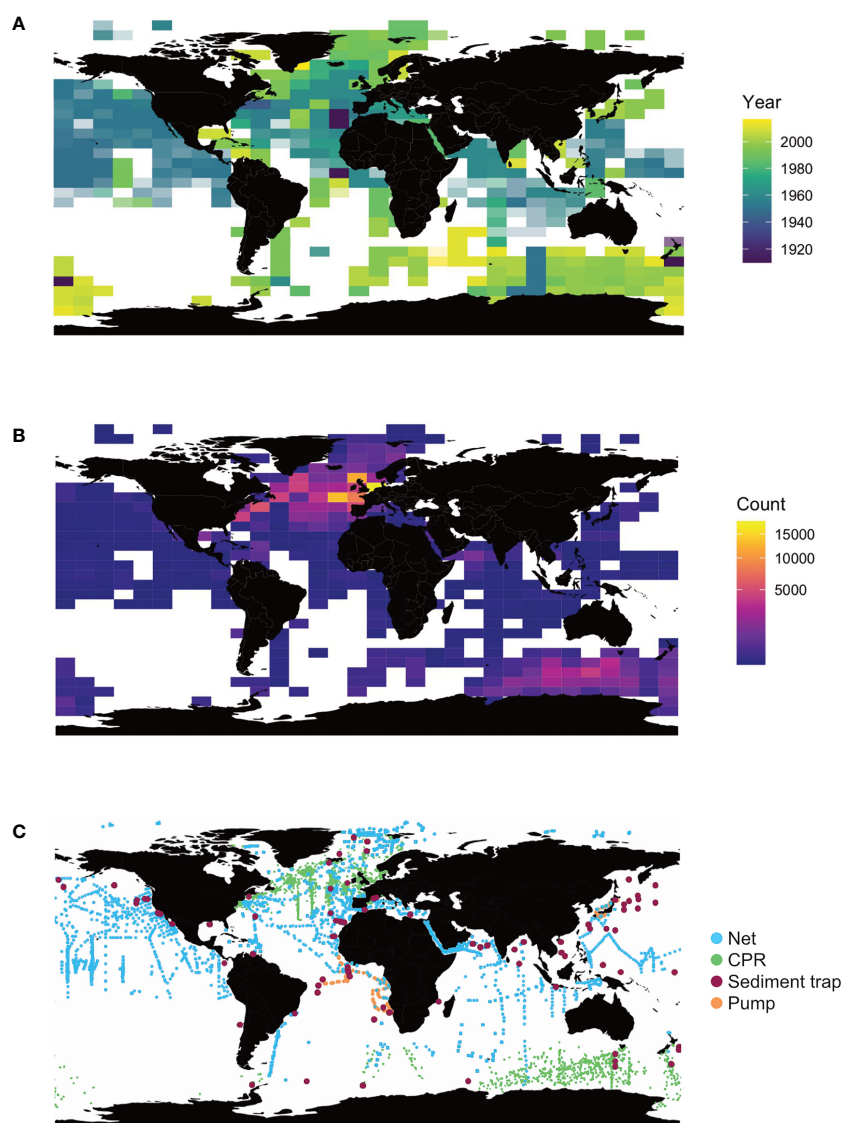 A
Year
2000
1980
1960
1940
1920
B
Count
15000
10000
5000
C
Net
CPR
Sediment trap
Pump